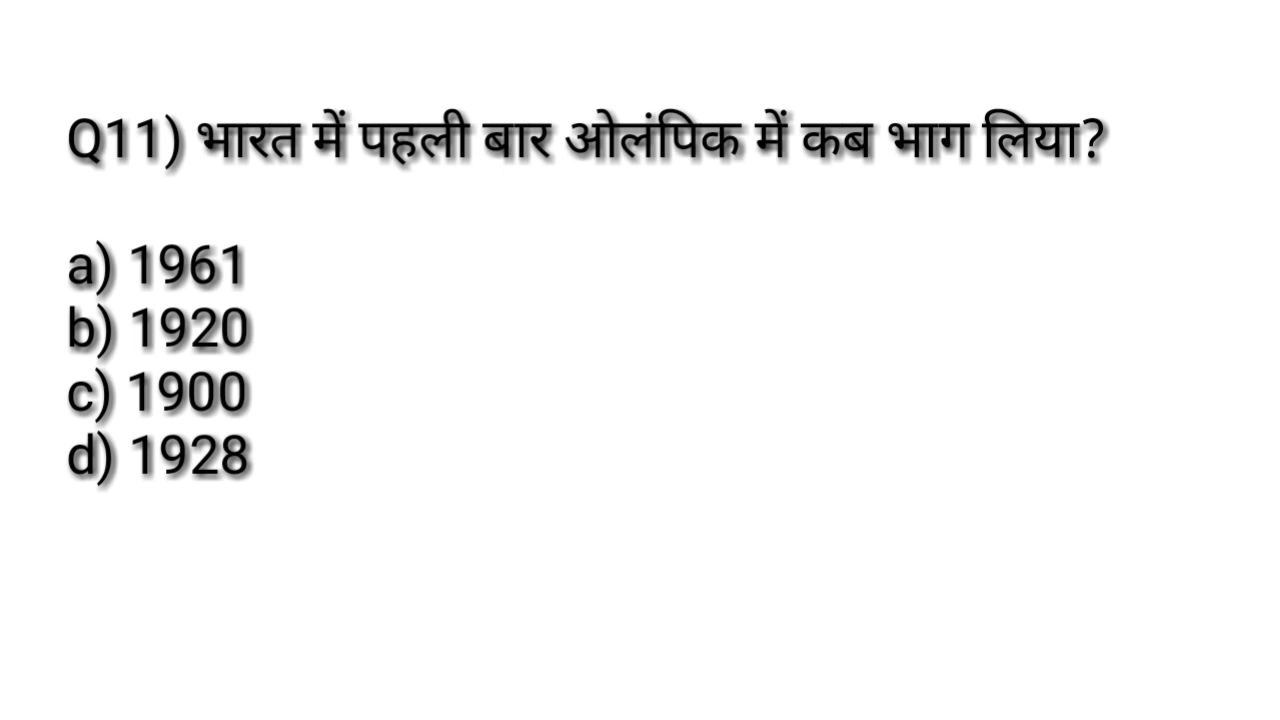 Q11) भारत में पहली बार ओलंपिक में कब भाग लिया?
a) 1961
b) 1920
c) 1900
d) 1928